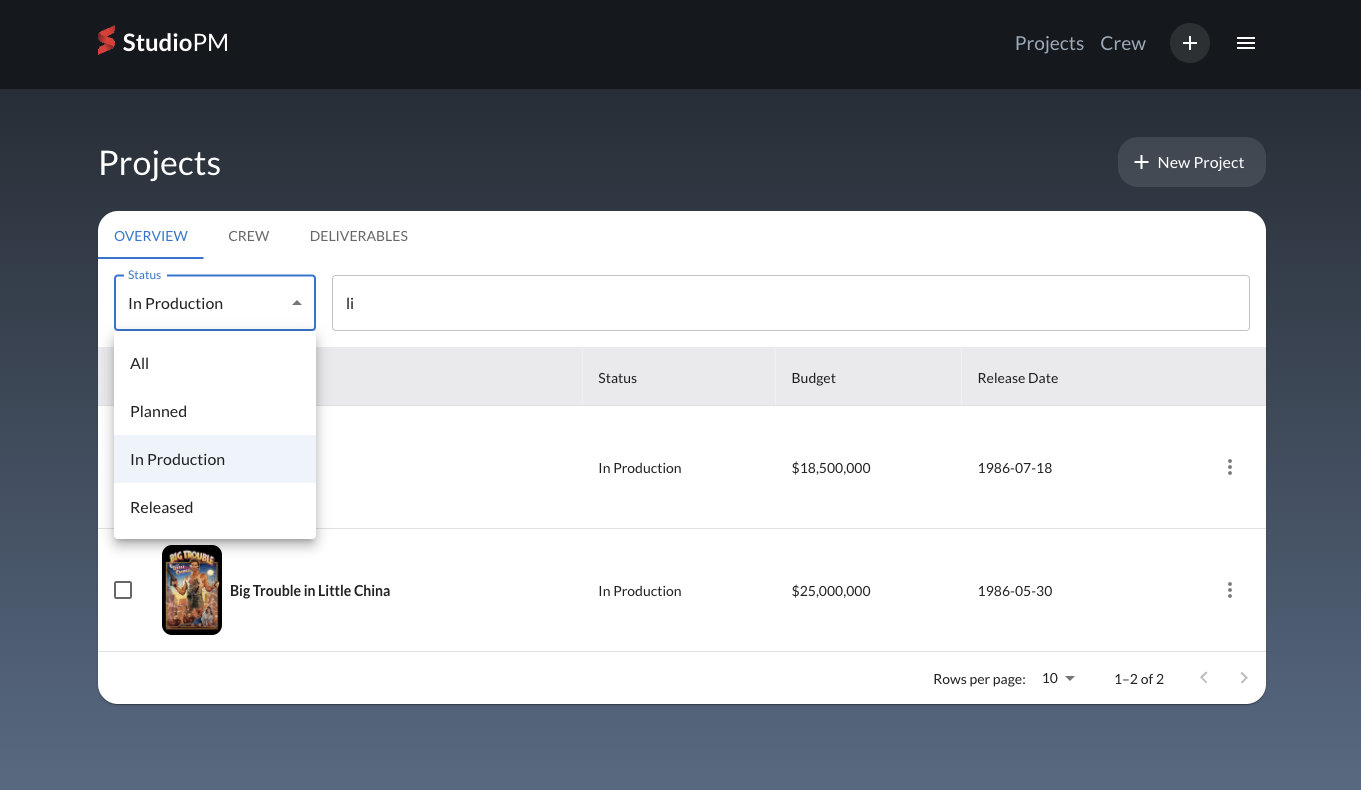 StudioPM
Projects Crew
Projects
New Project
OVERVIEW CREW DELIVERABLES
Status
In Production
li
All
Planned
In Production
Released
Status Budget Release Date
In Production $18,500,000 1986-07-18
BIG TROUBLE
Big Trouble in Little China In Production $25,000,000 1986-05-30
Rows per page: 10 1–2 of 2